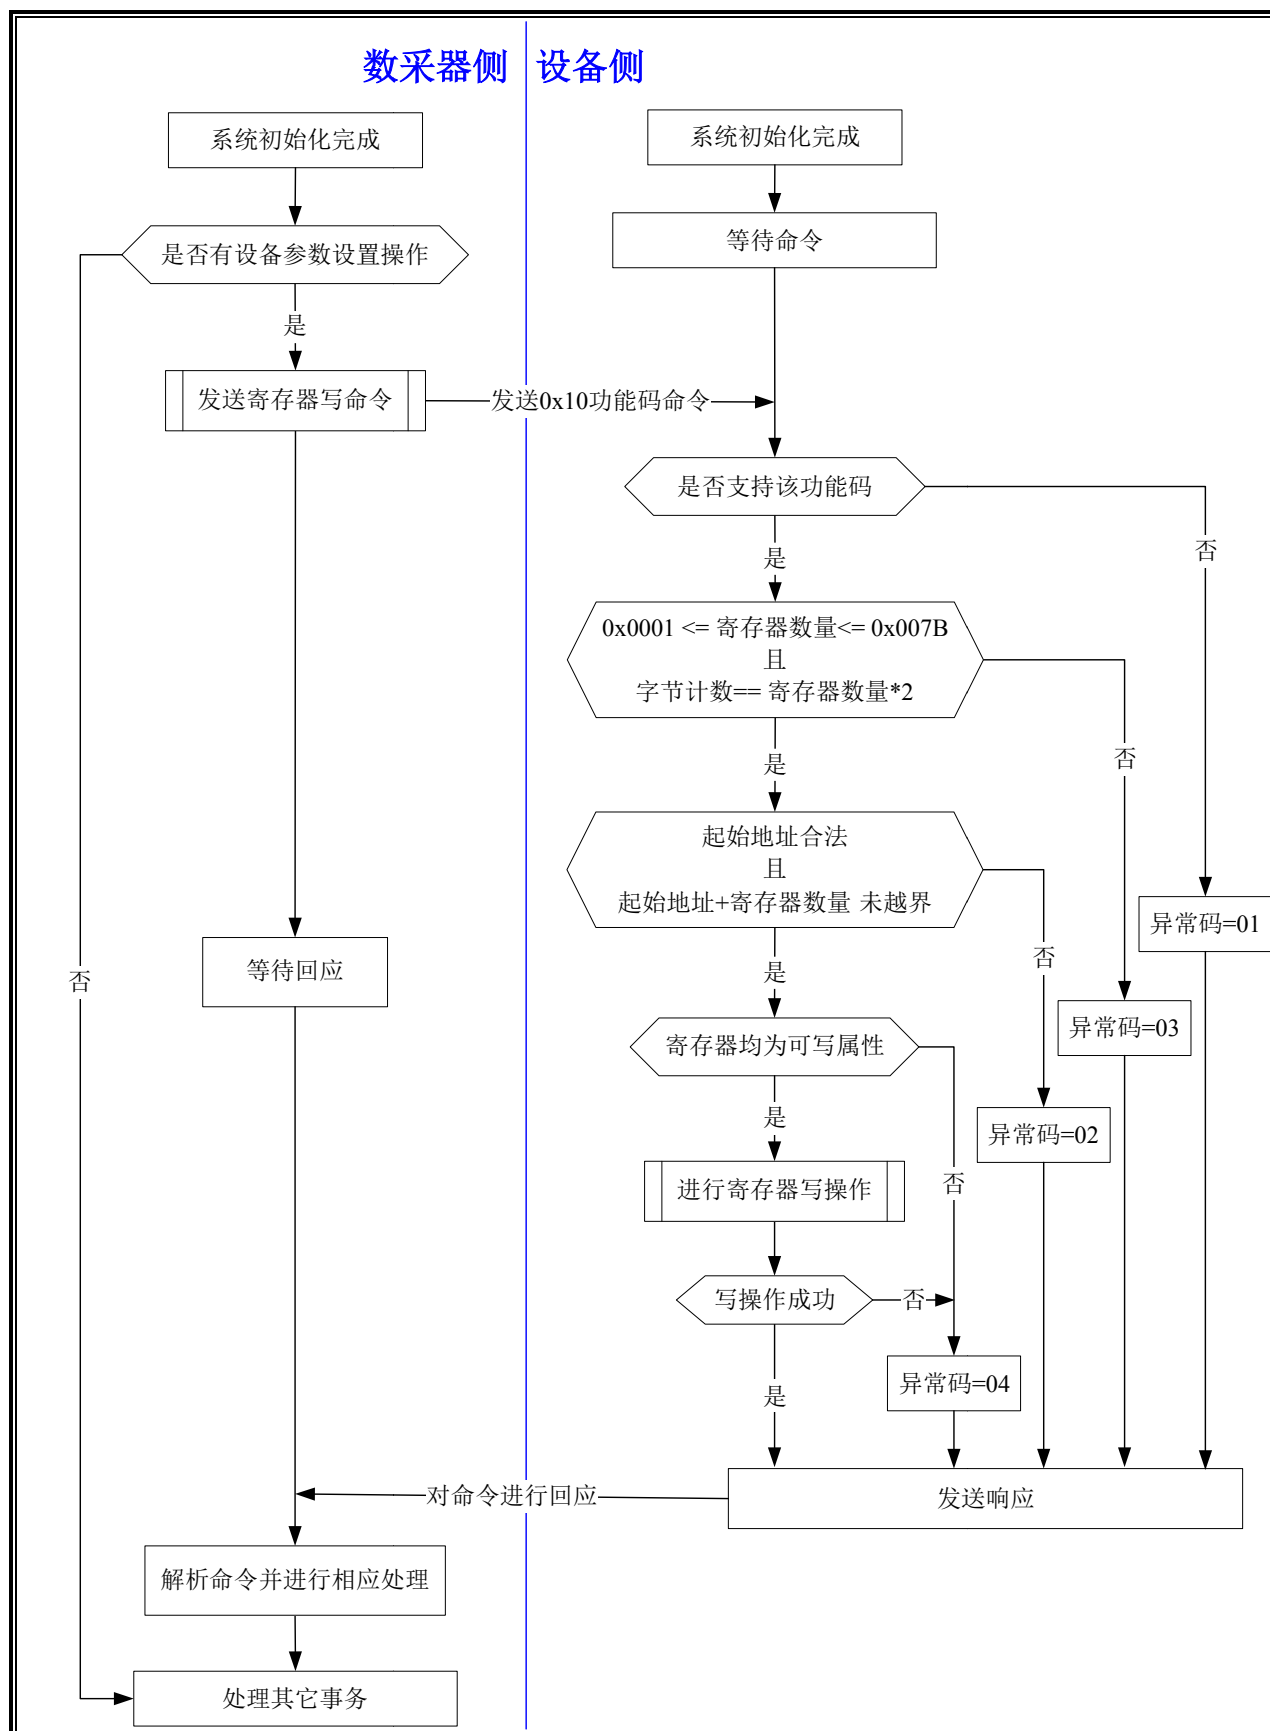 数采器侧
设备侧
系统初始化完成
是否有设备参数设置操作
是
发送寄存器写命令
否
等待回应
解析命令并进行相应处理
处理其它事务
系统初始化完成
等待命令
发送0x10功能码命令
是否支持该功能码
否
是
0x0001 <= 寄存器数量<= 0x007B
且
字节计数== 寄存器数量*2
否
是
起始地址合法
且
起始地址+寄存器数量 未越界
异常码=01
否
是
异常码=03
寄存器均为可写属性
是
异常码=02
否
进行寄存器写操作
写操作成功
否
异常码=04
是
发送响应
对命令进行回应